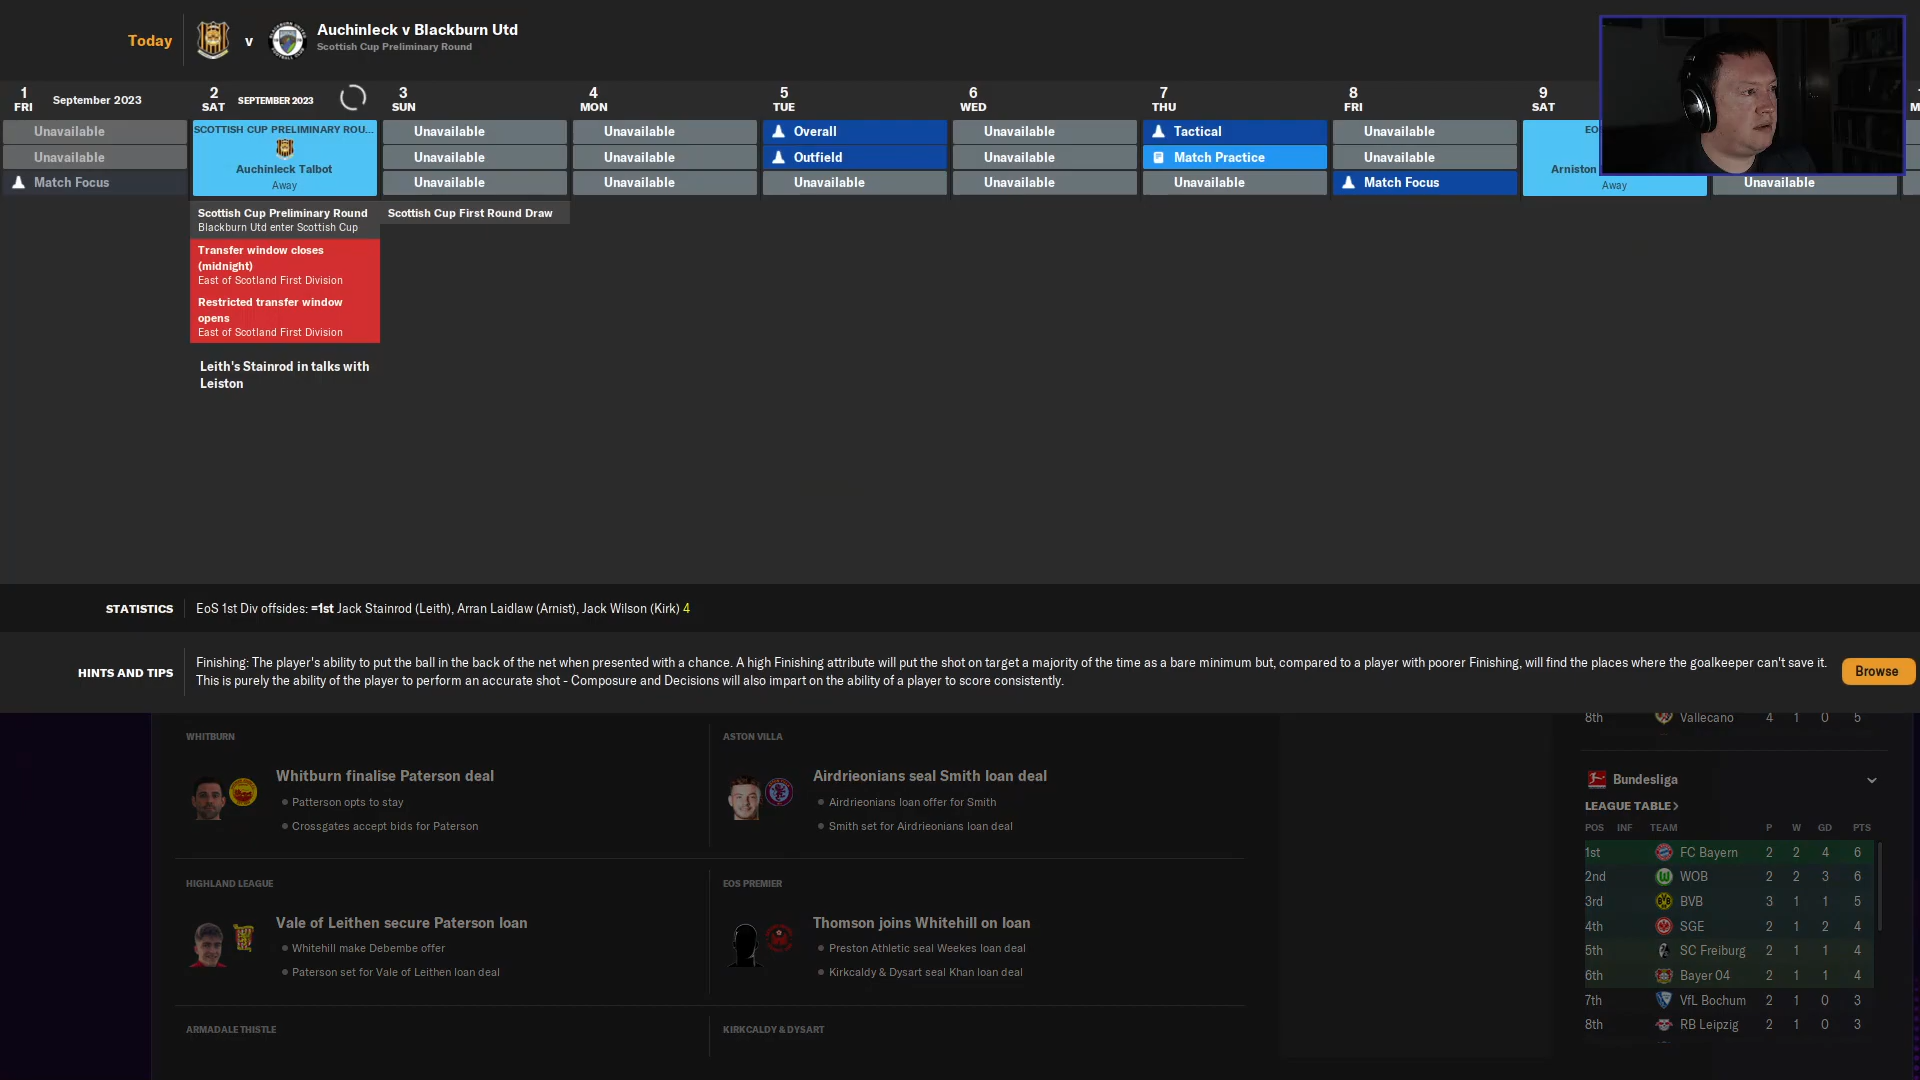 Today
v
Auchinleck v Blackburn Utd
Scottish Cup Preliminary Round
1
FRI
September 2023
2
SAT
SEPTEMBER 2023
3
SUN
4
MON
5
TUE
6
WED
7
THU
8
FRI
9
SAT
Unavailable
Unavailable
Match Focus
SCOTTISH CUP PRELIMINARY ROU...
Auchinleck Talbot
Away
Unavailable
Unavailable
Unavailable
Unavailable
Unavailable
Unavailable
Overall
Outfield
Unavailable
Unavailable
Unavailable
Unavailable
Tactical
Match Practice
Unavailable
Unavailable
Unavailable
Match Focus
EO
Arniston
Away
Unavailable
Scottish Cup Preliminary Round
Blackburn Utd enter Scottish Cup
Scottish Cup First Round Draw
Transfer window closes
(midnight)
East of Scotland First Division
Restricted transfer window
opens
East of Scotland First Division
Leith's Stainrod in talks with
Leiston
STATISTICS
EoS 1st Div offsides: =1st Jack Stainrod (Leith), Arran Laidlaw (Arnist), Jack Wilson (Kirk) 4
HINTS AND TIPS
Finishing: The player's ability to put the ball in the back of the net when presented with a chance. A high Finishing attribute will put the shot on target a majority of the time as a bare minimum but, compared to a player with poorer Finishing, will find the places where the goalkeeper can't save it.
This is purely the ability of the player to perform an accurate shot - Composure and Decisions will also impart on the ability of a player to score consistently.
Browse
WHITBURN
Whitburn finalise Paterson deal
Patterson opts to stay
Crossgates accept bids for Paterson
ASTON VILLA
Airdrieonians seal Smith loan deal
Airdrieonians loan offer for Smith
Smith set for Airdrieonians loan deal
HIGHLAND LEAGUE
Vale of Leithen secure Paterson loan
Whitehill make Debembe offer
Paterson set for Vale of Leithen loan deal
EOS PREMIER
Thomson joins Whitehill on loan
Preston Athletic seal Weekes loan deal
Kirkcaldy & Dysart seal Khan loan deal
ARMADALE THISTLE
KIRKCALDY & DYSART
8th Vallecano 4 1 0 5
Bundesliga
LEAGUE TABLE
POS INF TEAM P W GD PTS
1st FC Bayern 2 2 4 6
2nd WOB 2 2 3 6
3rd BVB 3 1 1 5
4th SGE 2 1 2 4
5th SC Freiburg 2 1 1 4
6th Bayer 04 2 1 1 4
7th VfL Bochum 2 1 0 3
8th RB Leipzig 2 1 0 3